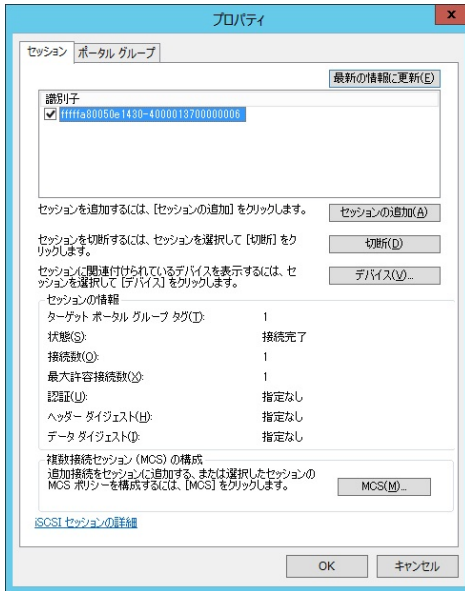 プロパティ
x
セッション ポータル グループ
最新の情報に更新(E)
識別子
fffffa80050e1430-4000013700000006
セッションを追加するには、[セッションの追加] をクリックします。
セッションの追加(A)
セッションを切断するには、セッションを選択して [切断] をク
リックします。
切断(D)
セッションに関連付けられているデバイスを表示するには、セ
ッションを選択して [デバイス] をクリックします。
デバイス(V)...
セッションの情報
ターゲット ポータル グループ タグ(T): 1
状態(S): 接続完了
接続数(O): 1
最大許容接続数(X): 1
認証(U): 指定なし
ヘッダー ダイジェスト(H): 指定なし
データ ダイジェスト(I): 指定なし
複数接続セッション (MCS) の構成
追加接続をセッションに追加する、または選択したセッションの
MCS ポリシーを構成するには、[MCS] をクリックします。
MCS(M)...
iSCSI セッションの詳細
OK キャンセル